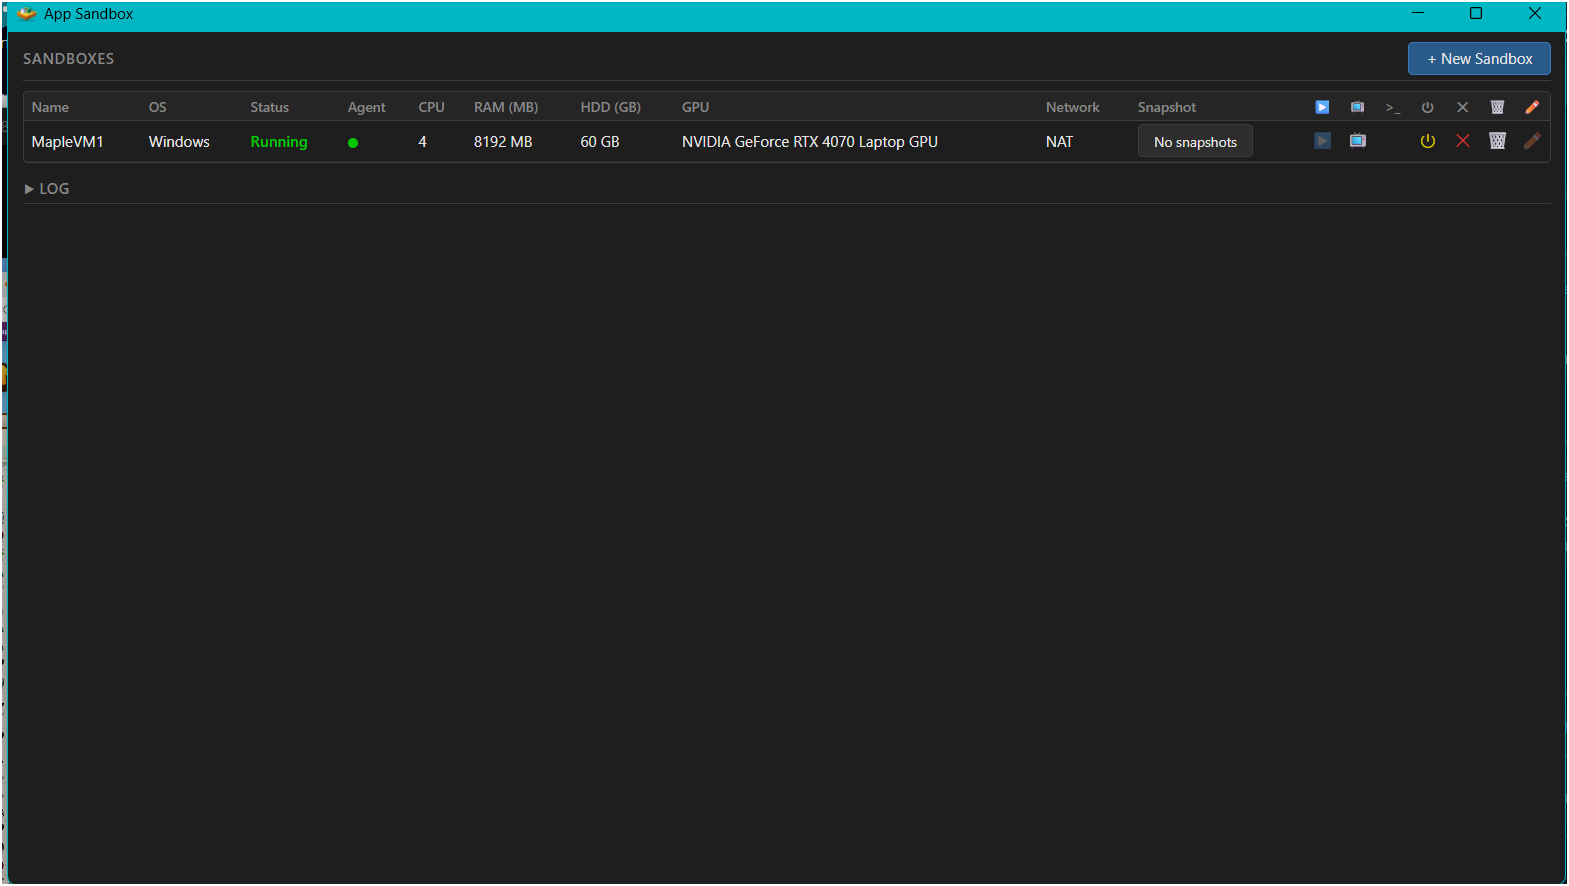 App Sandbox
SANDBOXES
+ New Sandbox
Name OS Status Agent CPU RAM (MB) HDD (GB) GPU Network Snapshot >_
MapleVM1 Windows Running 4 8192 MB 60 GB NVIDIA GeForce RTX 4070 Laptop GPU NAT No snapshots
LOG